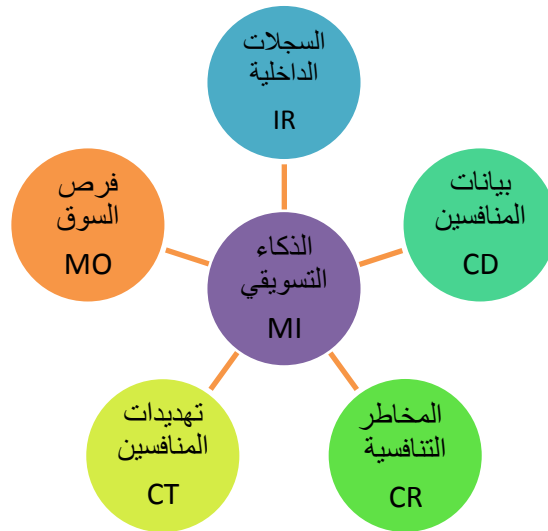 السجلات
الداخلية
IR
بيانات
المنافسين
CD
فرص
السوق
MO
الذكاء
التسويقي
MI
المخاطر
التنافسية
CR
تهديدات
المنافسين
CT